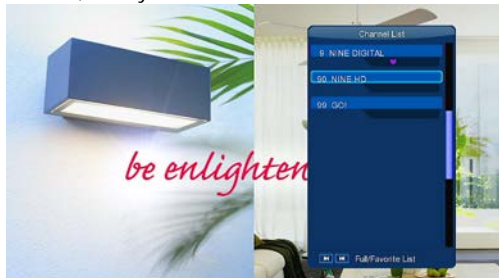 Channel List
9 NINE DIGITAL
90 NINE HD
99 GO!
be enlighten
Full/Favorite List